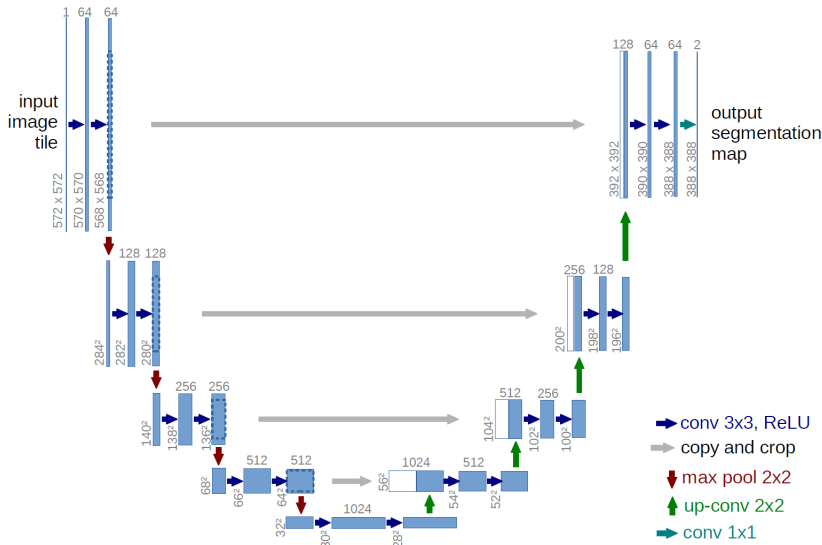 1 64 64
128 64 64 2
input
image
tile
output
segmentation
map
572 x 572
570 x 570
568 x 568
392 x 392
390 x 390
388 x 388
388 x 388
128 128
256 128
284²
282²
280²
200²
198²
196²
256 256
512 256
140²
138²
136²
104²
102²
100²
512 512
1024 512
68²
66²
64²
56²
54²
52²
1024
32²
30²
28²
conv 3x3, ReLU
copy and crop
max pool 2x2
up-conv 2x2
conv 1x1